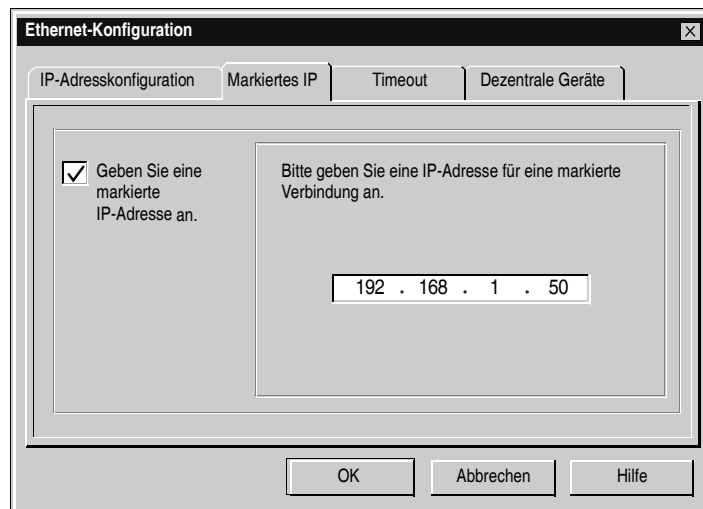 Ethernet-Konfiguration
IP-Adresskonfiguration
Markiertes IP
Timeout
Dezentrale Geräte
Geben Sie eine
markierte
IP-Adresse an.
Bitte geben Sie eine IP-Adresse für eine markierte
Verbindung an.
192 . 168 . 1 . 50
OK
Abbrechen
Hilfe